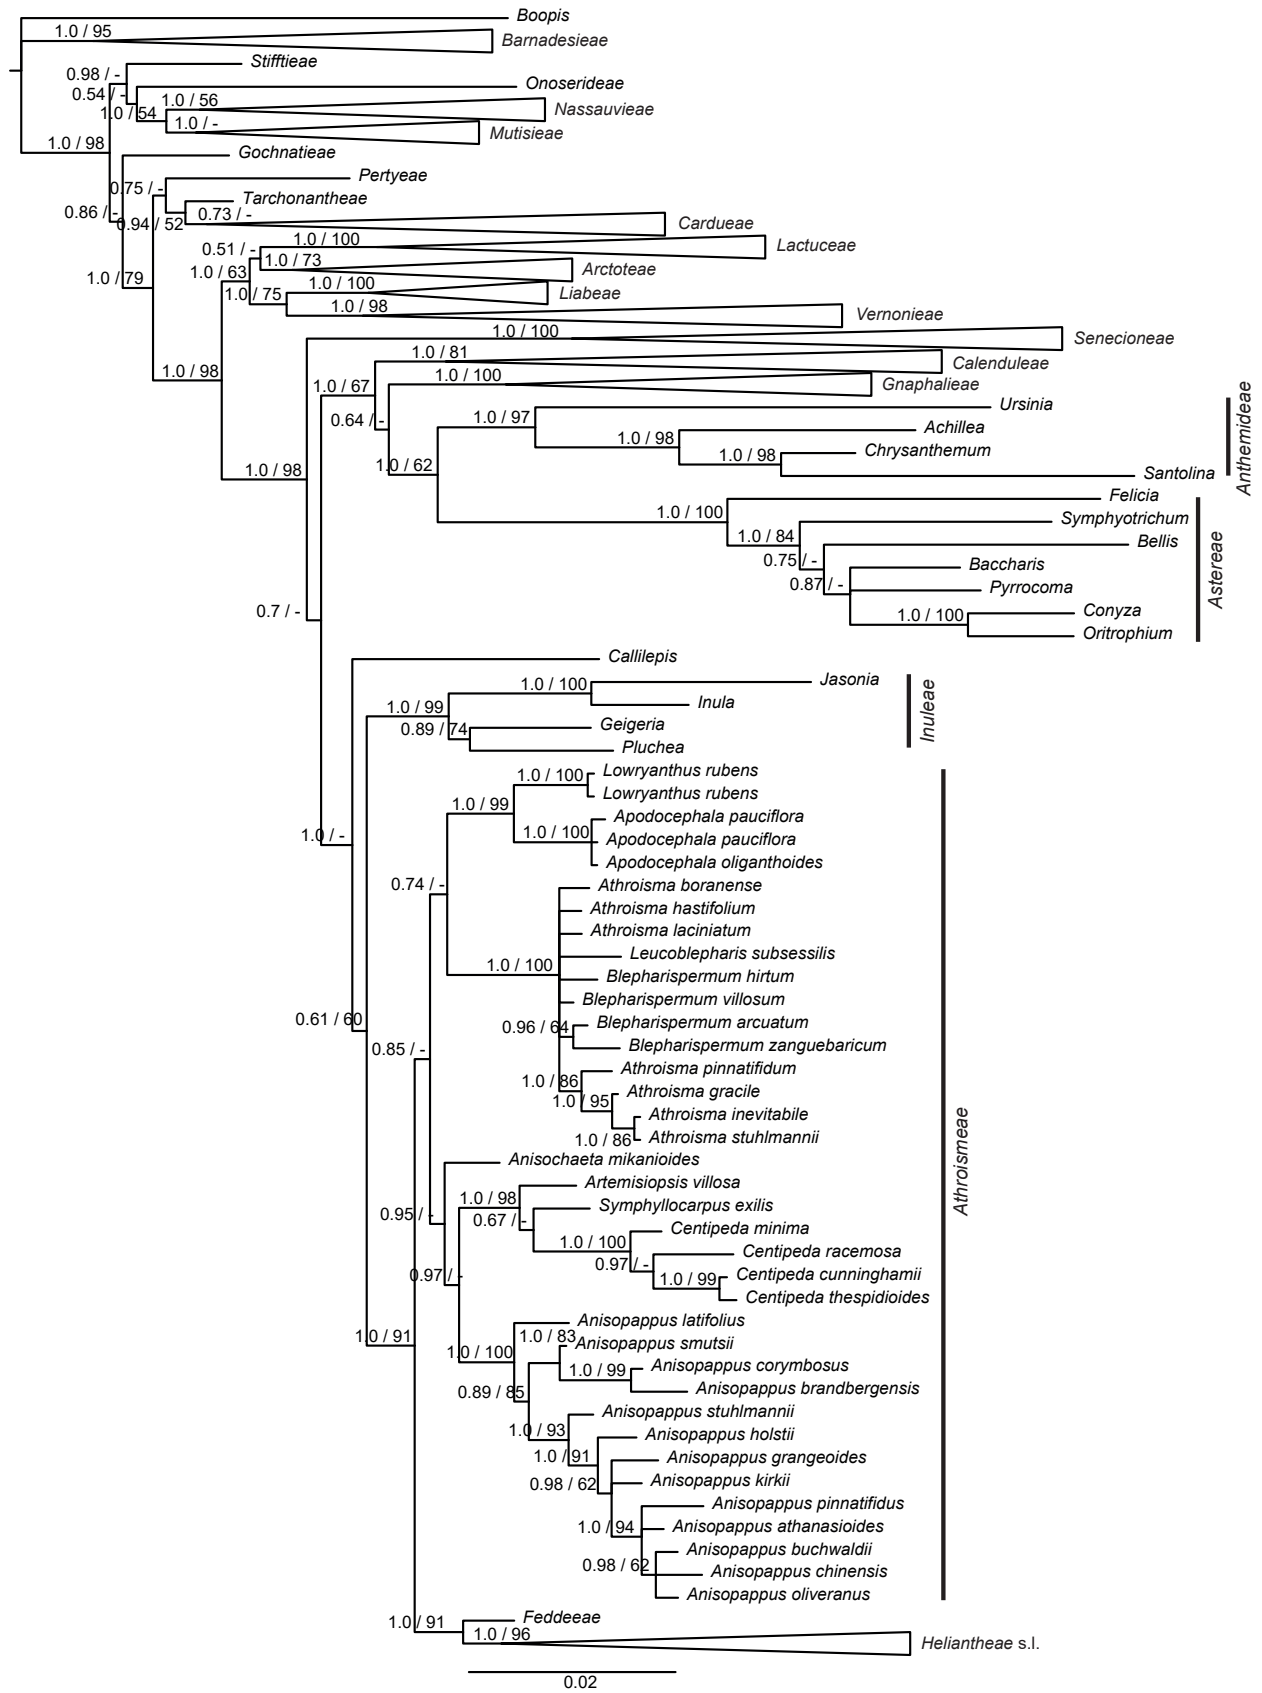 Boopis
1.0 / 95
Barnadesieae
Stifftieae
0.98 / -
Onoserideae
0.54 / -
1.0 / 56
Nassauvieae
1.0 / 54
1.0 / -
Mutisieae
1.0 / 98
Gochnatieae
Pertyeae
0.75 / -
Tarchonantheae
0.86 / -
0.73 / -
0.94 / 52
Cardueae
1.0 / 100
Lactuceae
0.51 / -
1.0 / 73
Arctoteae
1.0 / 63
1.0 / 79
1.0 / 100
Liabeae
1.0 / 75
1.0 / 98
Vernonieae
1.0 / 100
Senecioneae
1.0 / 81
Calenduleae
1.0 / 98
1.0 / 100
Gnaphalieae
1.0 / 67
Ursinia
0.64 / -
1.0 / 97
Achillea
1.0 / 98
Chrysanthemum
1.0 / 98
1.0 / 62
1.0 / 98
Santolina
Anthemideae
Felicia
1.0 / 100
Symphyotrichum
1.0 / 84
Bellis
0.75 / -
Baccharis
0.87 / -
Pyrrocoma
Conyza
1.0 / 100
Oritrophium
Astereae
0.7 / -
Callilepis
Jasonia
1.0 / 100
Inula
1.0 / 99
Geigeria
0.89 / 74
Pluchea
Inuleae
Lowryanthus rubens
1.0 / 100
Lowryanthus rubens
1.0 / 99
Apodocephala pauciflora
1.0 / 100
Apodocephala pauciflora
1.0 / -
Apodocephala oliganthoides
0.74 / -
Athroisma boranense
Athroisma hastifolium
Athroisma laciniatum
Leucoblepharis subsessilis
1.0 / 100
Blepharispermum hirtum
Blepharispermum villosum
0.61 / 60
Blepharispermum arcuatum
0.96 / 64
Blepharispermum zanguebaricum
0.85 / -
Athroisma pinnatifidum
1.0 / 86
Athroisma gracile
1.0 / 95
Athroisma inevitabile
1.0 / 86
Athroisma stuhlmannii
Athroismeae
Anisochaeta mikanioides
Artemisiopsis villosa
1.0 / 98
Symphyllocarpus exilis
0.95 / -
0.67 / -
Centipeda minima
1.0 / 100
Centipeda racemosa
0.97 / -
0.97 / -
Centipeda cunninghamii
1.0 / 99
Centipeda thespidioides
Anisopappus latifolius
1.0 / 91
1.0 / 83
Anisopappus smutsii
1.0 / 100
Anisopappus corymbosus
1.0 / 99
Anisopappus brandbergensis
0.89 / 85
Anisopappus stuhlmannii
1.0 / 93
Anisopappus holstii
1.0 / 91
Anisopappus grangeoides
0.98 / 62
Anisopappus kirkii
Anisopappus pinnatifidus
1.0 / 94
Anisopappus athanasioides
Anisopappus buchwaldii
0.98 / 62
Anisopappus chinensis
Anisopappus oliveranus
Feddeeae
1.0 / 91
1.0 / 96
Heliantheae s.l.
0.02